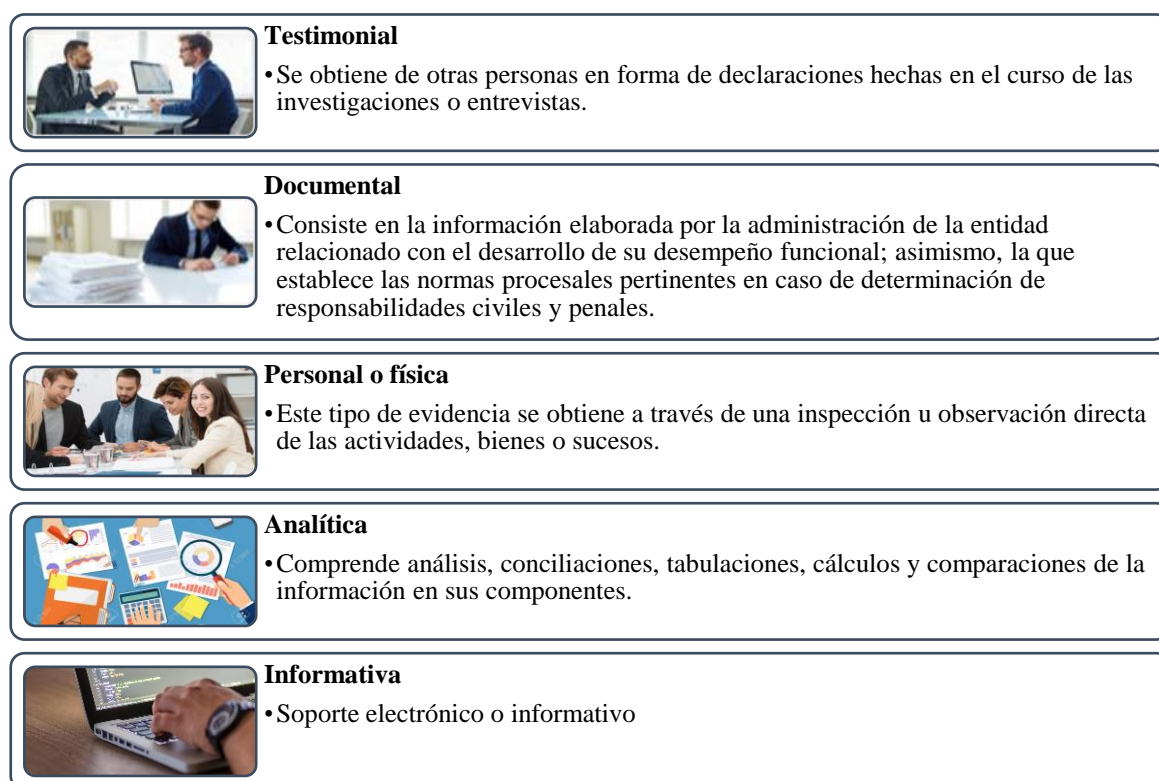 Testimonial
•Se obtiene de otras personas en forma de declaraciones hechas en el curso de las
investigaciones o entrevistas.
Documental
•Consiste en la información elaborada por la administración de la entidad
relacionado con el desarrollo de su desempeño funcional; asimismo, la que
establece las normas procesales pertinentes en caso de determinación de
responsabilidades civiles y penales.
Personal o física
•Este tipo de evidencia se obtiene a través de una inspección u observación directa
de las actividades, bienes o sucesos.
Analítica
•Comprende análisis, conciliaciones, tabulaciones, cálculos y comparaciones de la
información en sus componentes.
Informativa
•Soporte electrónico o informativo